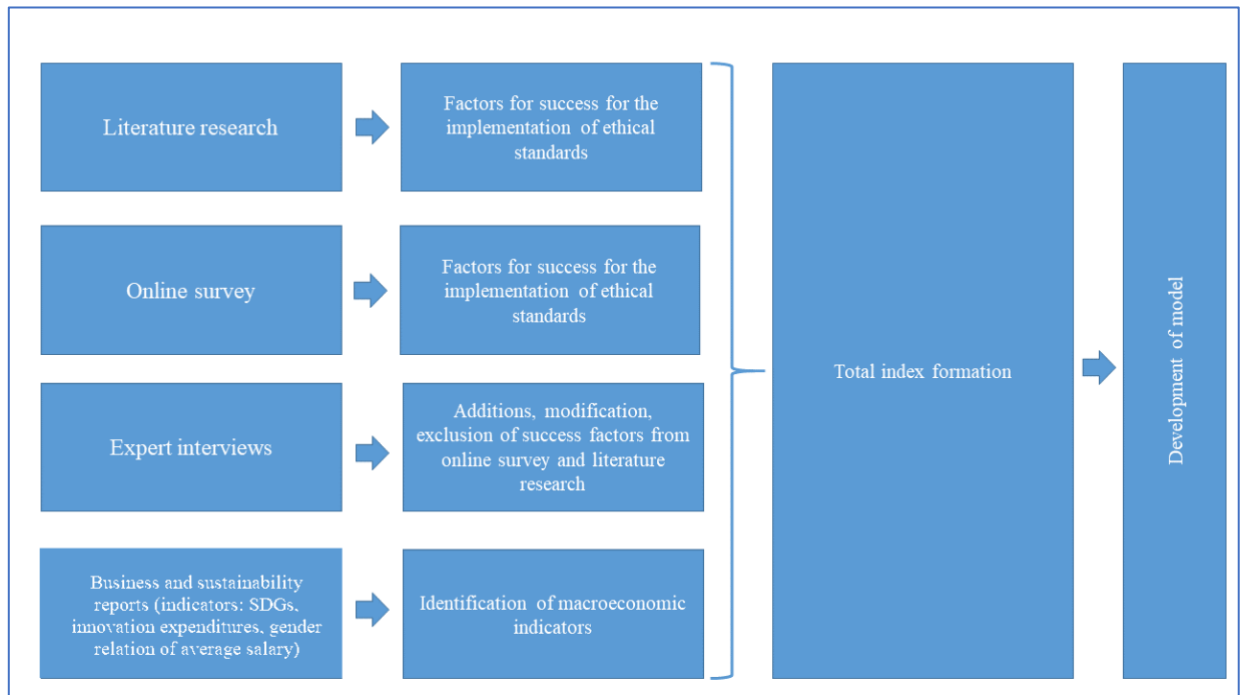 Literature research
Factors for success for the
implementation of ethical
standards
Online survey
Factors for success for the
implementation of ethical
standards
Expert interviews
Additions, modification,
exclusion of success factors from
online survey and literature
research
Business and sustainability
reports (indicators: SDGs,
innovation expenditures, gender
relation of average salary)
Identification of macroeconomic
indicators
Total index formation
Development of model